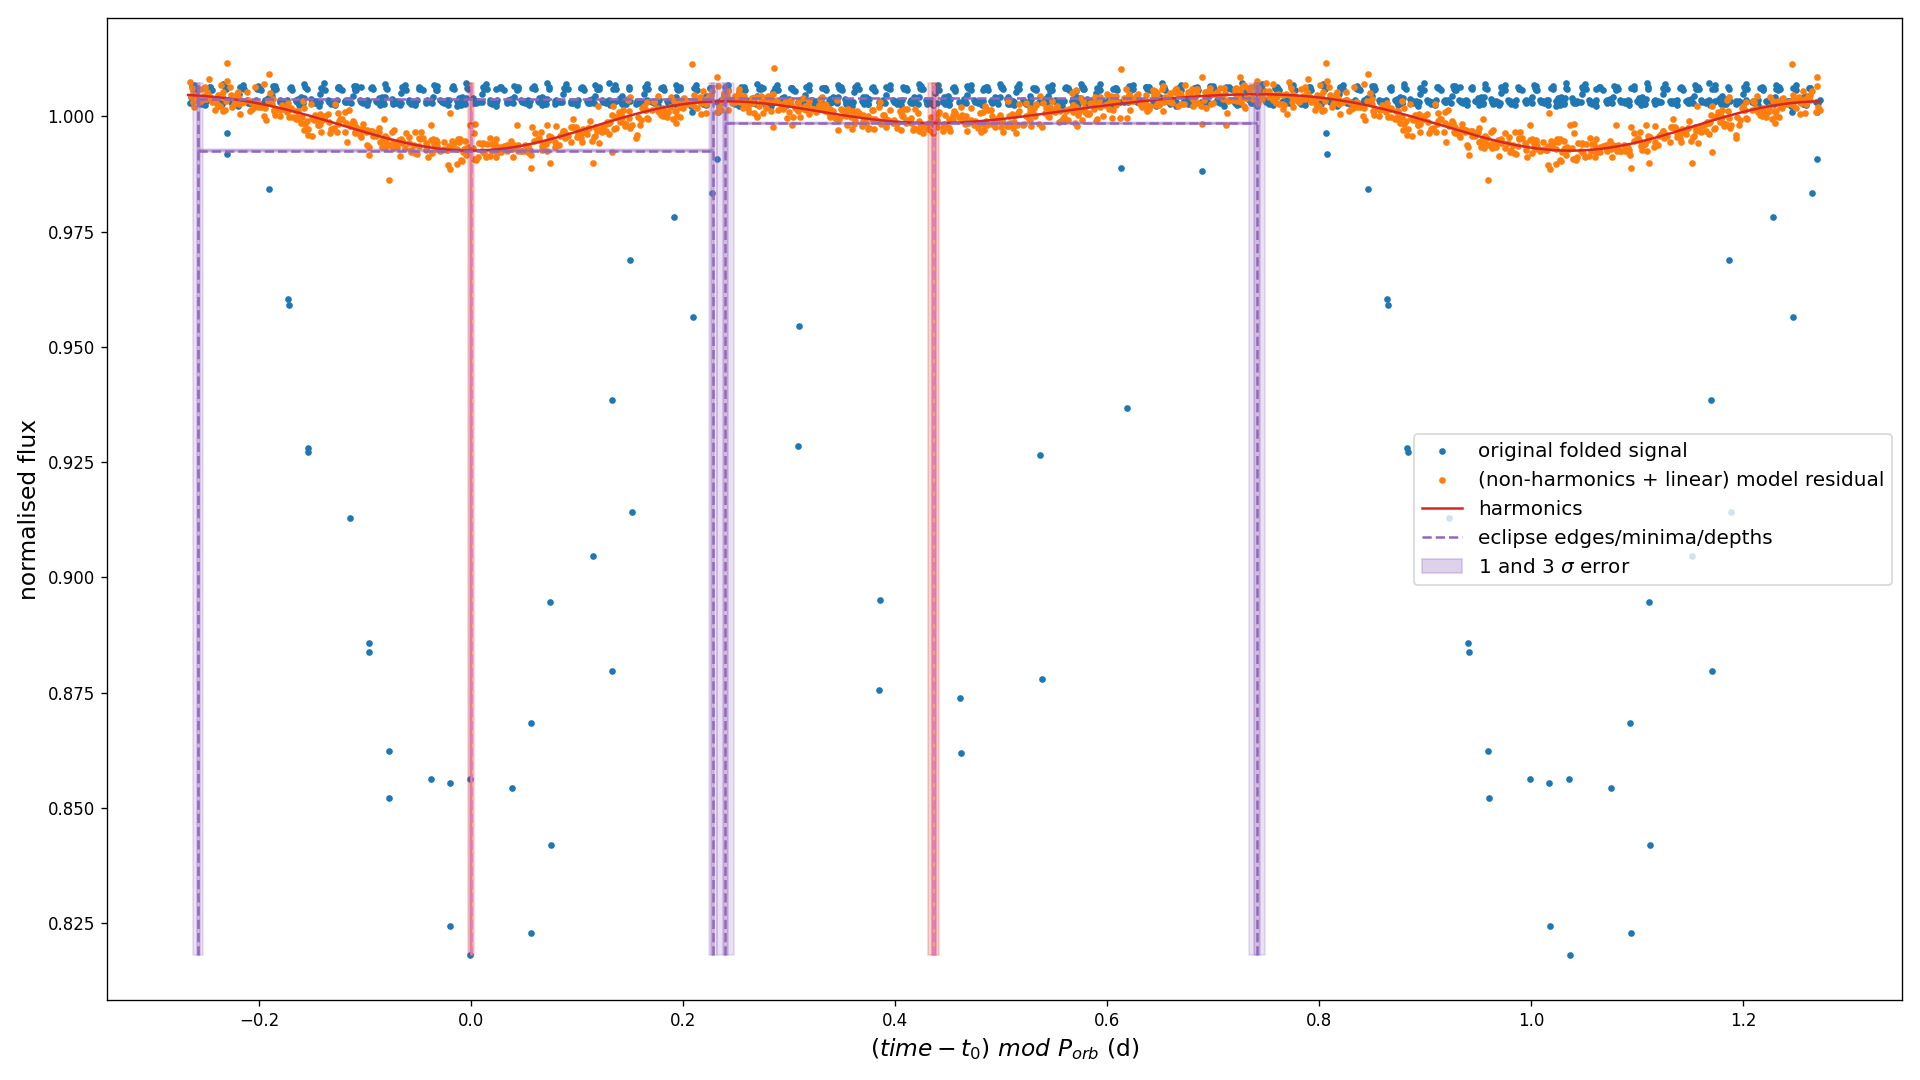 1.000
0.975
0.950
0.925
0.900
0.875
0.850
0.825
normalised flux
original folded signal
(non-harmonics + linear) model residual
harmonics
eclipse edges/minima/depths
1 and 3 σ error
−0.2 0.0 0.2 0.4 0.6 0.8 1.0 1.2
(time − t₀) mod P_orb (d)